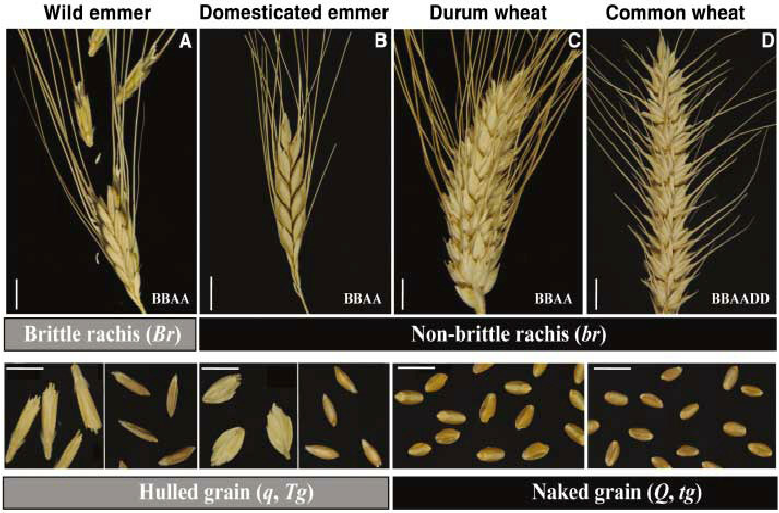 Wild emmer
Domesticated emmer
Durum wheat
Common wheat
A
B
C
D
BBAA
BBAA
BBAA
BBAADD
Brittle rachis (Br)
Non-brittle rachis (br)
Hulled grain (q, Tg)
Naked grain (Q, tg)